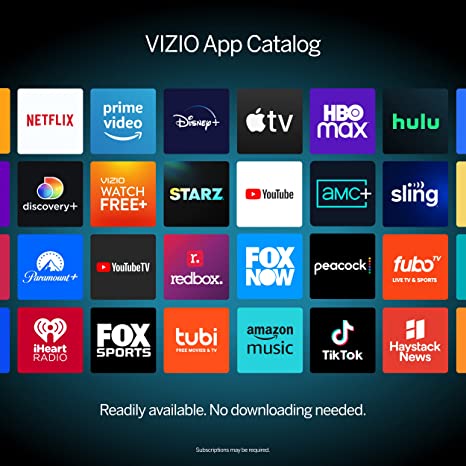 VIZIO App Catalog
NETFLIX
prime
video
Disney+
tv
HBO
max
hulu
discovery+
VIZIO
WATCH
FREE+
STARZ
YouTube
aMC+
sling
Paramount+
YouTubeTV
r.
redbox.
FOX
NOW
peacock
fuboTV
LIVE TV & SPORTS
iHeart
RADIO
FOX
SPORTS
tubi
FREE MOVIES & TV
amazon
music
TikTok
Haystack
News
Readily available. No downloading needed.
Subscriptions may be required.